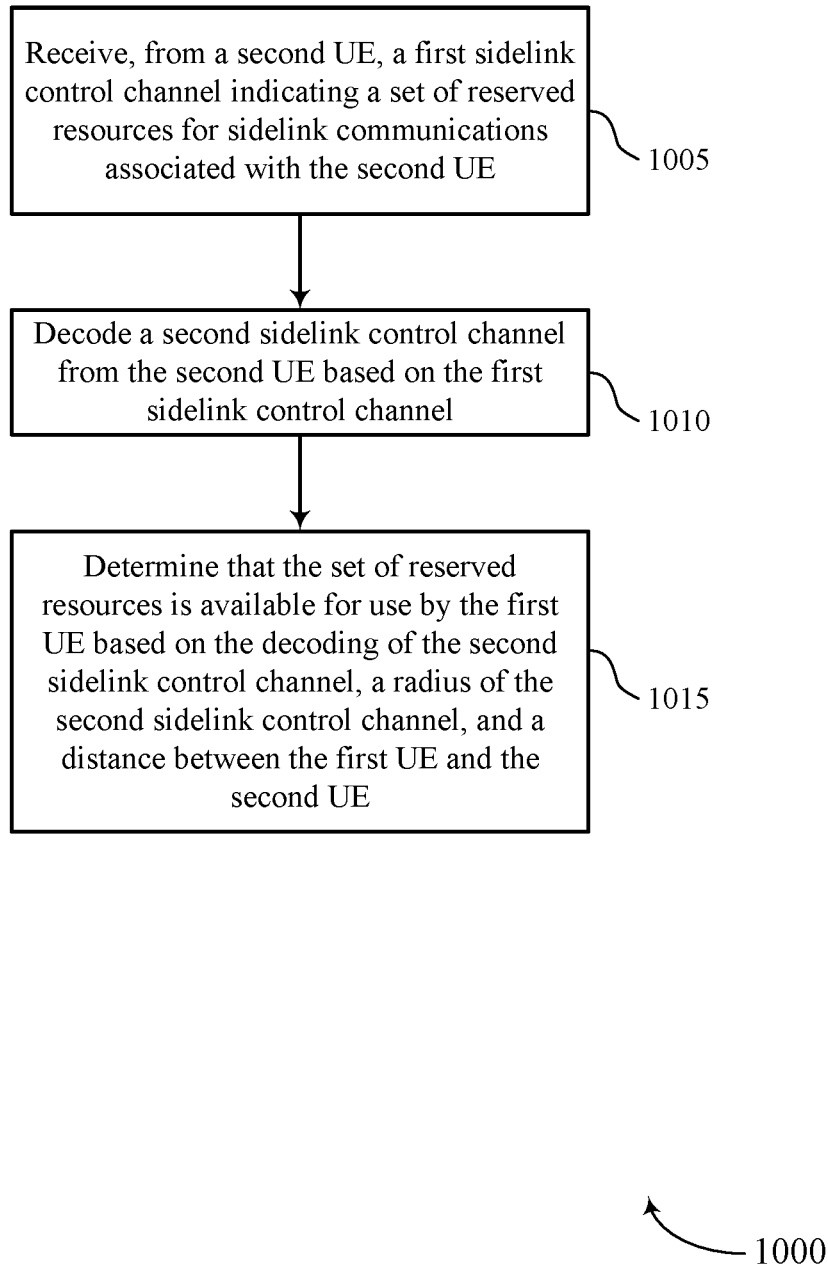 Receive, from a second UE, a first sidelink
control channel indicating a set of reserved
resources for sidelink communications
associated with the second UE
1005
Decode a second sidelink control channel
from the second UE based on the first
sidelink control channel
1010
Determine that the set of reserved
resources is available for use by the first
UE based on the decoding of the second
sidelink control channel, a radius of the
second sidelink control channel, and a
distance between the first UE and the
second UE
1015
1000